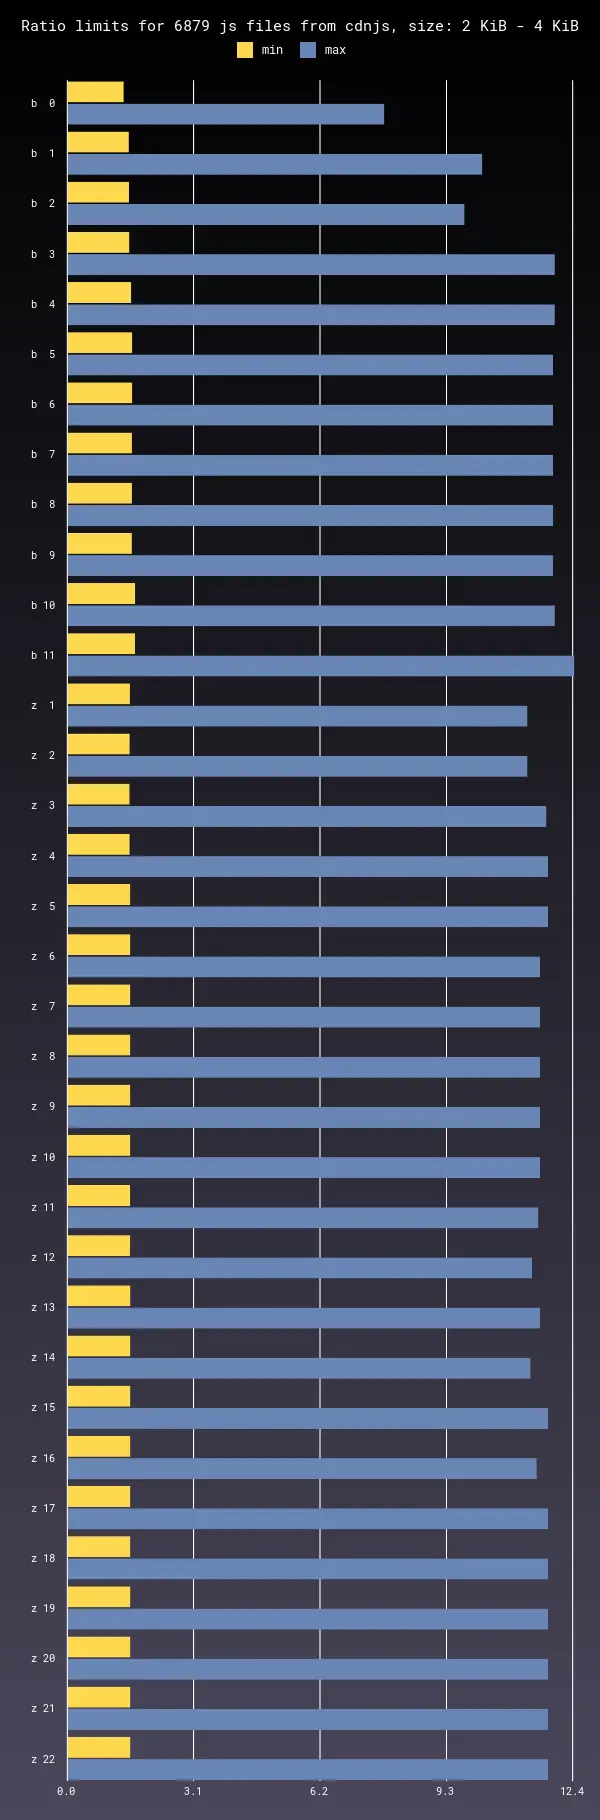 Ratio limits for 6879 js files from cdnjs, size: 2 KiB - 4 KiB
min max
b 0
b 1
b 2
b 3
b 4
b 5
b 6
b 7
b 8
b 9
b 10
b 11
z 1
z 2
z 3
z 4
z 5
z 6
z 7
z 8
z 9
z 10
z 11
z 12
z 13
z 14
z 15
z 16
z 17
z 18
z 19
z 20
z 21
z 22
0.0 3.1 6.2 9.3 12.4